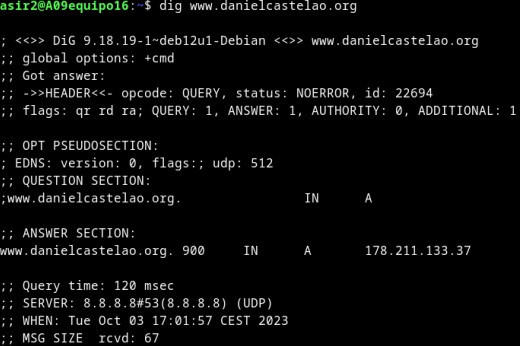 asir2@A09equipo16:~$ dig www.danielcastelao.org
; <<>> DiG 9.18.19-1~deb12u1-Debian <<>> www.danielcastelao.org
;; global options: +cmd
;; Got answer:
;; ->>HEADER<<- opcode: QUERY, status: NOERROR, id: 22694
;; flags: qr rd ra; QUERY: 1, ANSWER: 1, AUTHORITY: 0, ADDITIONAL: 1
;; OPT PSEUDOSECTION:
; EDNS: version: 0, flags:; udp: 512
;; QUESTION SECTION:
;www.danielcastelao.org. IN A
;; ANSWER SECTION:
www.danielcastelao.org. 900 IN A 178.211.133.37
;; Query time: 120 msec
;; SERVER: 8.8.8.8#53(8.8.8.8) (UDP)
;; WHEN: Tue Oct 03 17:01:57 CEST 2023
;; MSG SIZE rcvd: 67